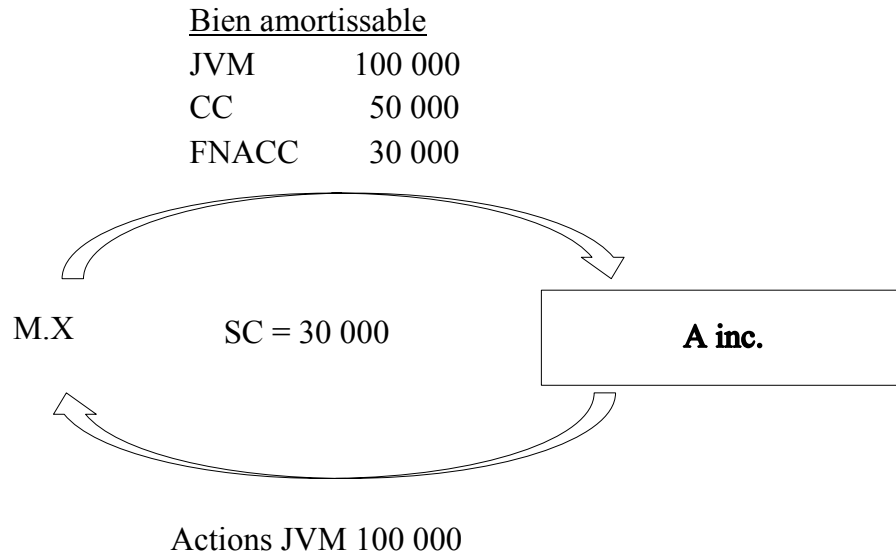 Bien amortissable
JVM 100 000
CC 50 000
FNACC 30 000
M.X SC = 30 000 A inc.
Actions JVM 100 000